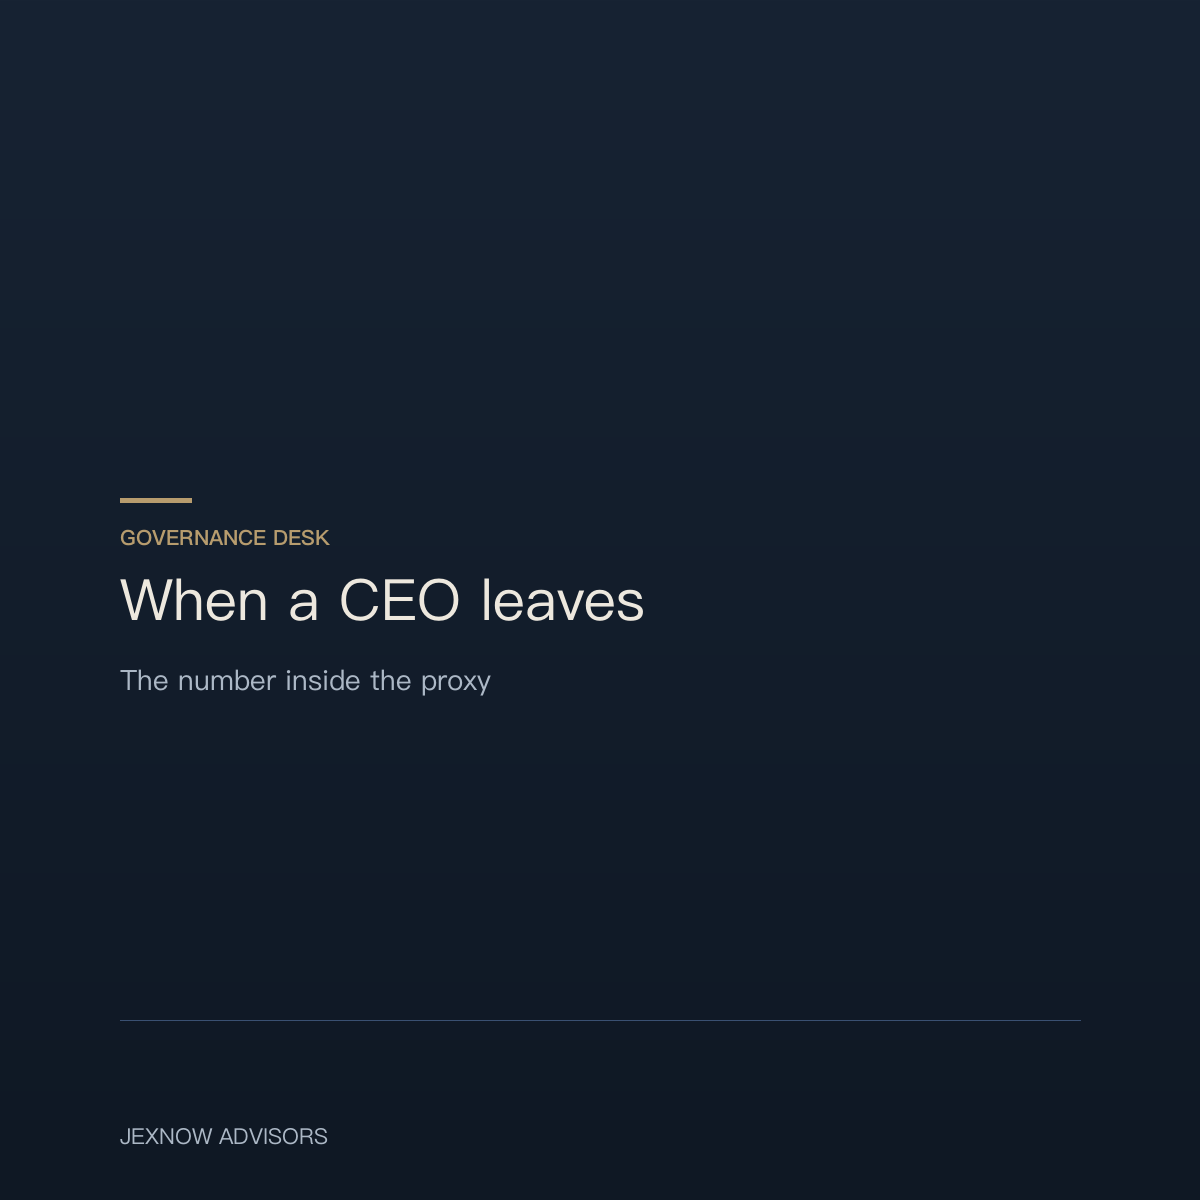 GOVERNANCE DESK
When a CEO leaves
The number inside the proxy
JEXNOW ADVISORS